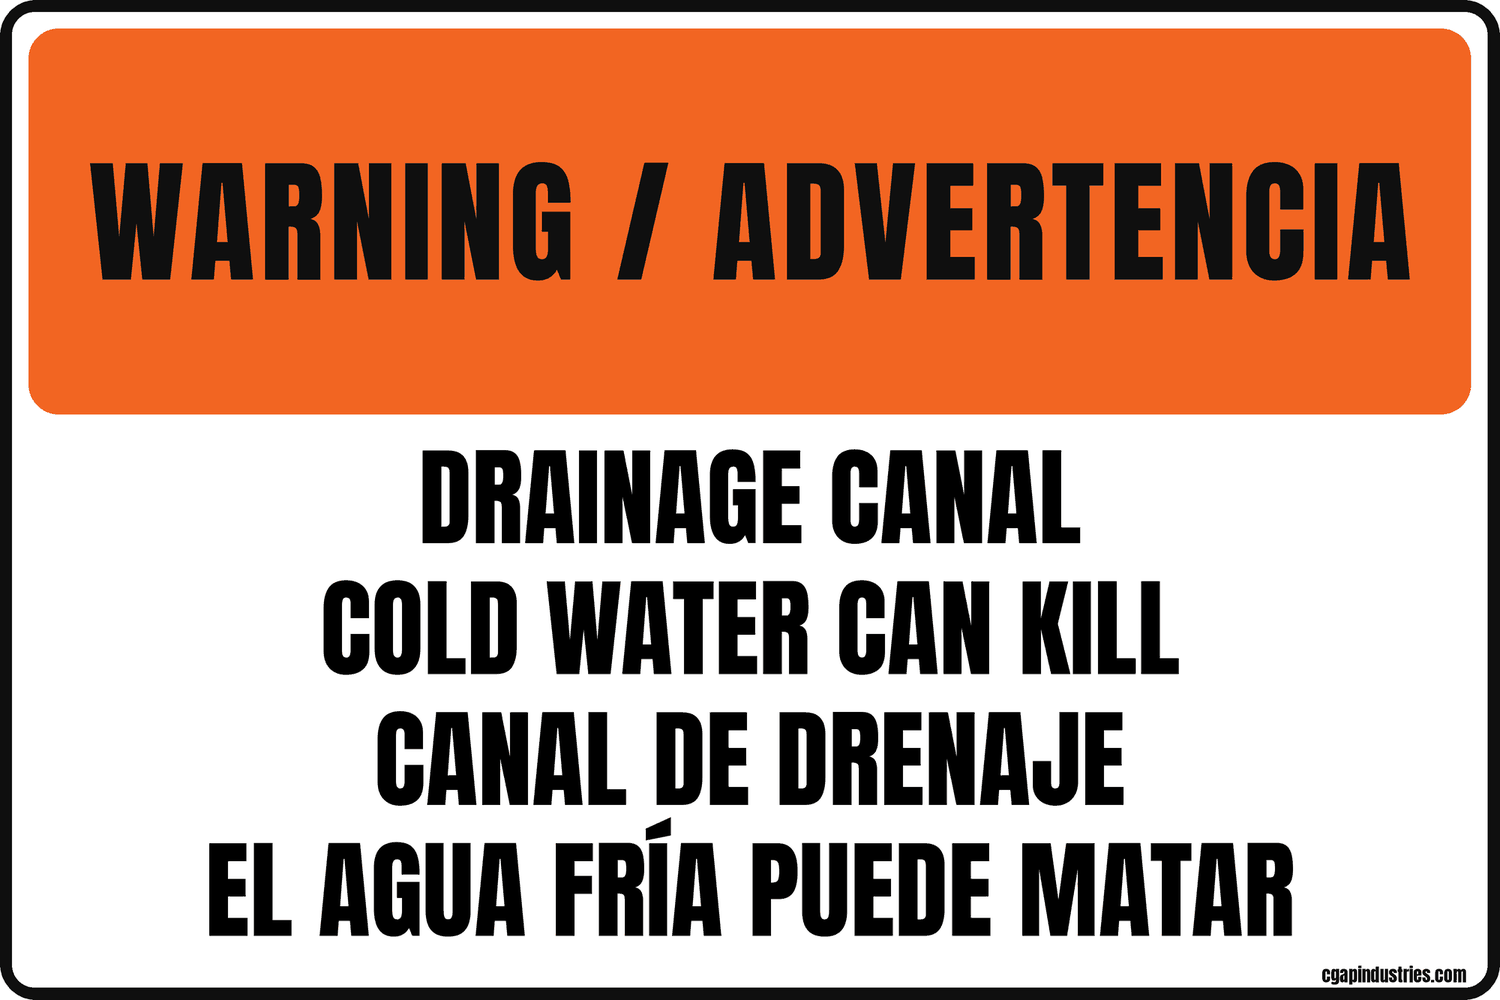 WARNING / ADVERTENCIA
DRAINAGE CANAL
COLD WATER CAN KILL
CANAL DE DRENAJE
EL AGUA FRÍA PUEDE MATAR
cgapindustries.com